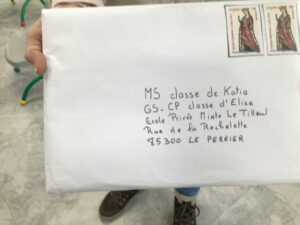 MS classe de Katia
GS-CP classe d'Elise
Ecole Privée Mixte Le Tilleul
Rue de la Rochelette
85300 LE PERRIER